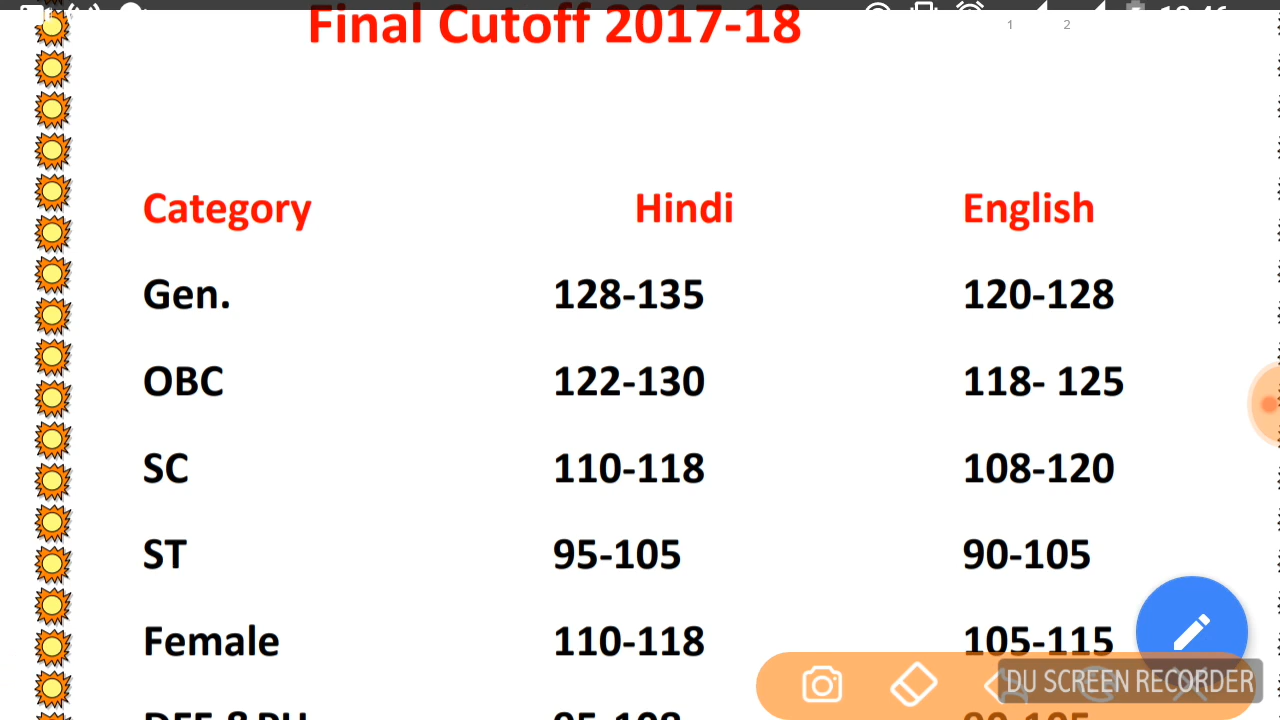 1 2
Final Cutoff 2017-18
Category Hindi English
Gen. 128-135 120-128
OBC 122-130 118- 125
SC 110-118 108-120
ST 95-105 90-105
Female 110-118 105-115
DU SCREEN RECORDER